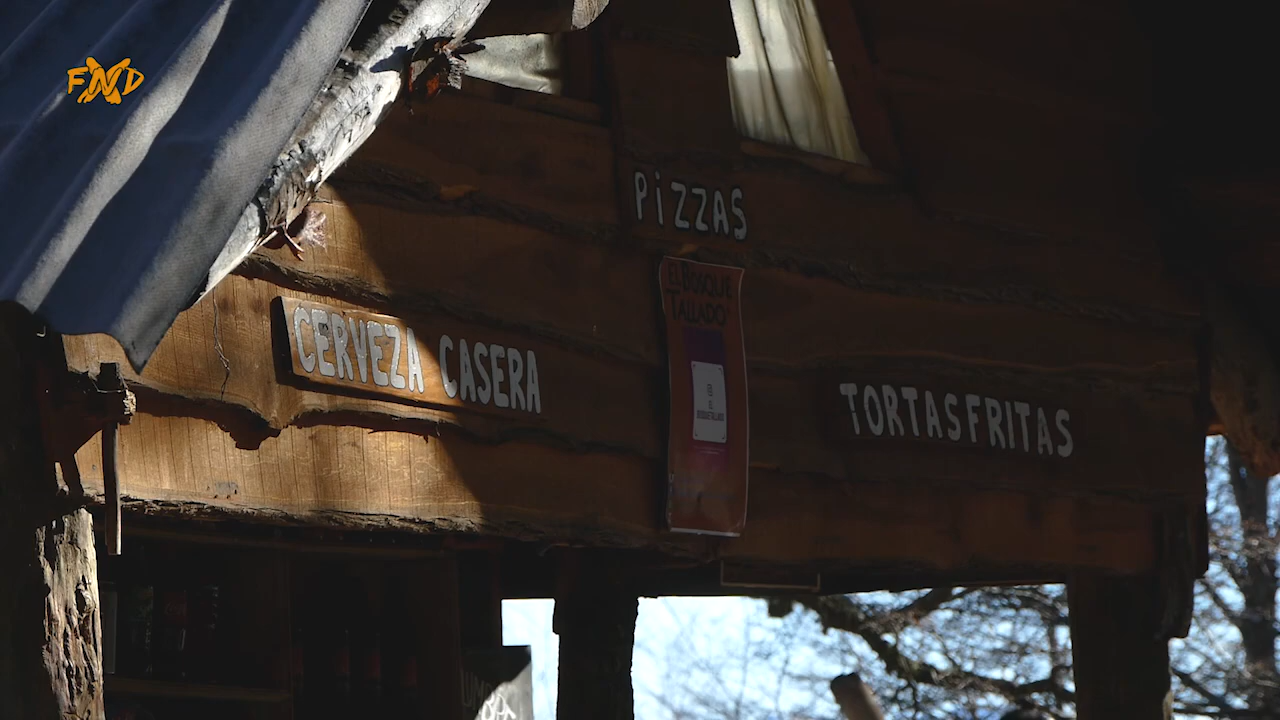 FND
PiZZAS
EL BOSQUE
TALLADO
CERVEZA CASERA
TORTASFRITAS